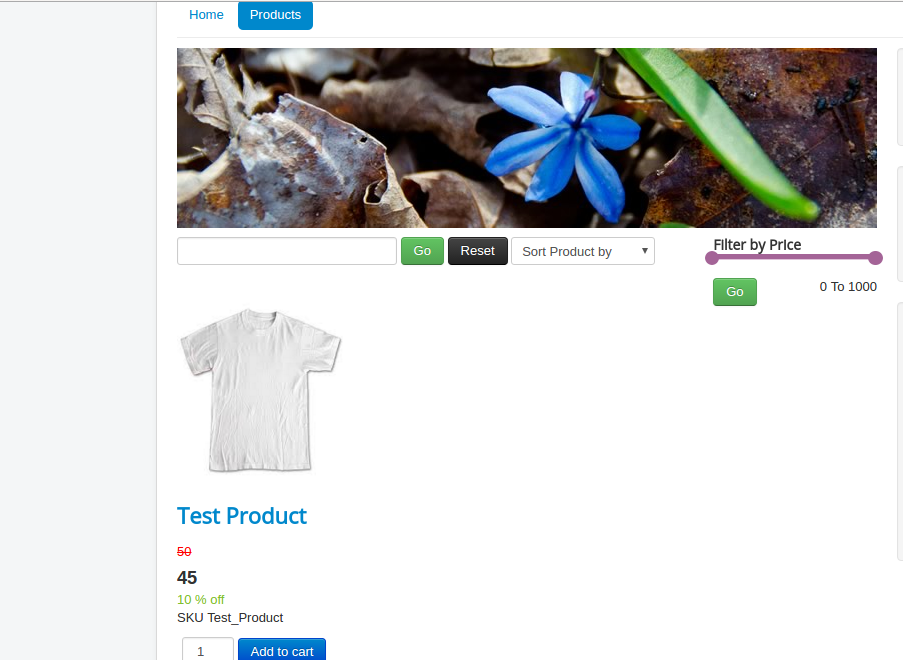 Home Products
Go Reset Sort Product by Filter by Price
Go 0 To 1000
Test Product
50
45
10 % off
SKU Test_Product
1 Add to cart